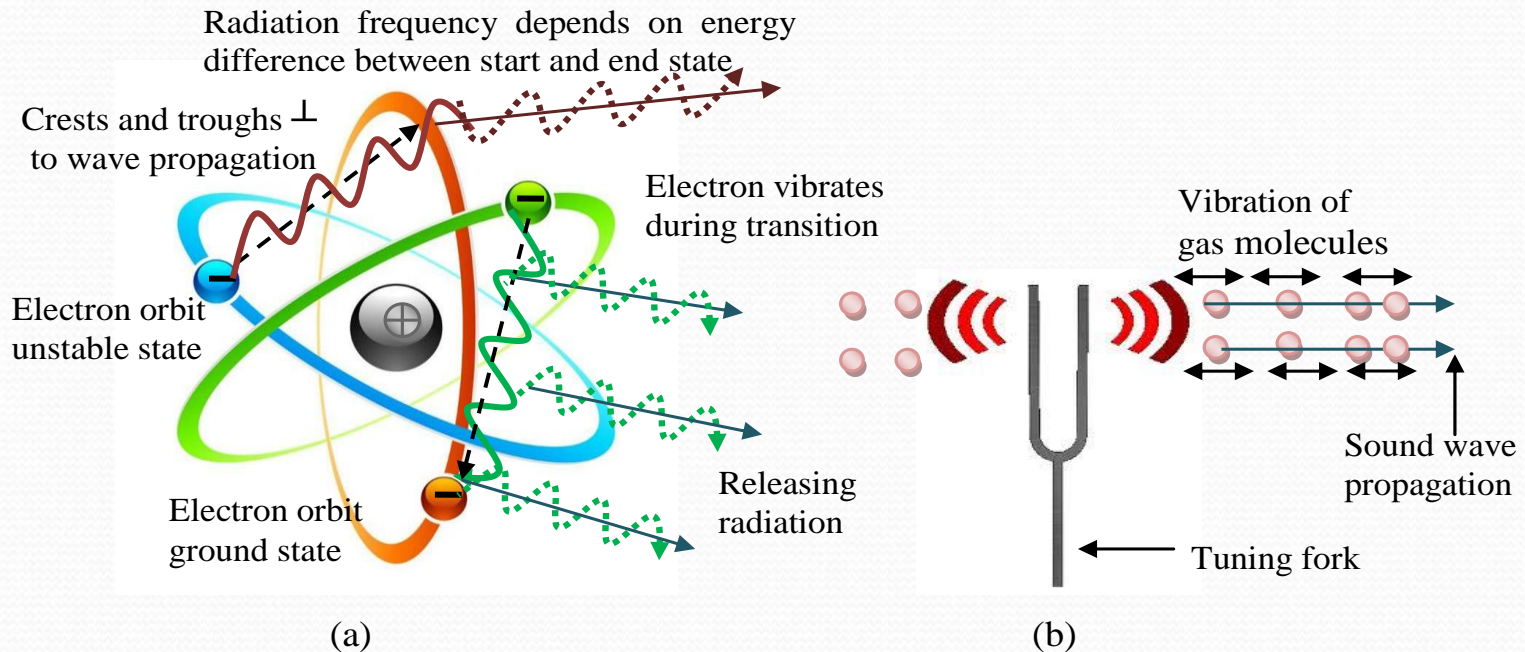 Radiation frequency depends on energy
difference between start and end state
Crests and troughs ⊥
to wave propagation
Electron vibrates
during transition
Electron orbit
unstable state
Releasing
radiation
Electron orbit
ground state
(a)
Vibration of
gas molecules
Sound wave
propagation
Tuning fork
(b)